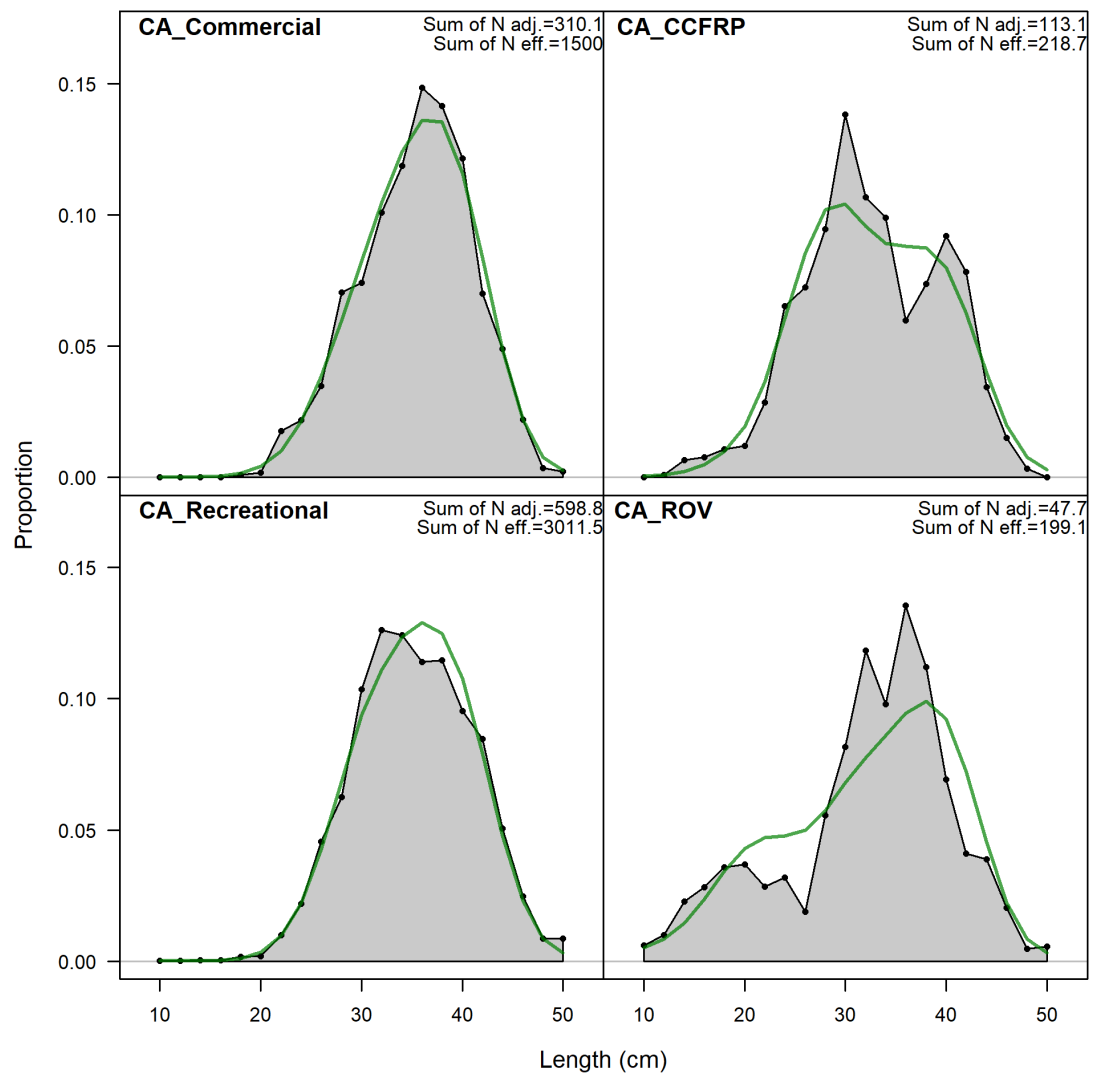 CA_Commercial
Sum of N adj.=310.1
Sum of N eff.=1500
CA_CCFRP
Sum of N adj.=113.1
Sum of N eff.=218.7
0.15
0.10
0.05
0.00
CA_Recreational
Sum of N adj.=598.8
Sum of N eff.=3011.5
CA_ROV
Sum of N adj.=47.7
Sum of N eff.=199.1
0.15
0.10
0.05
0.00
Proportion
10 20 30 40 50
10 20 30 40 50
Length (cm)